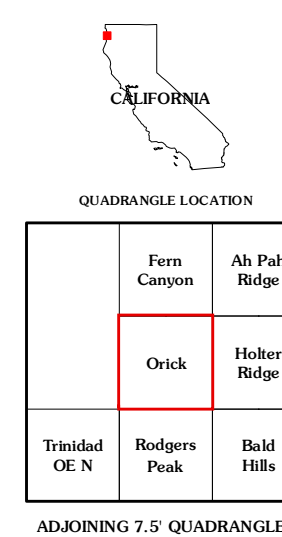 CALIFORNIA
QUADRANGLE LOCATION
Fern
Canyon
Ah Pah
Ridge
Orick
Holter
Ridge
Trinidad
OE N
Rodgers
Peak
Bald
Hills
ADJOINING 7.5' QUADRANGLE